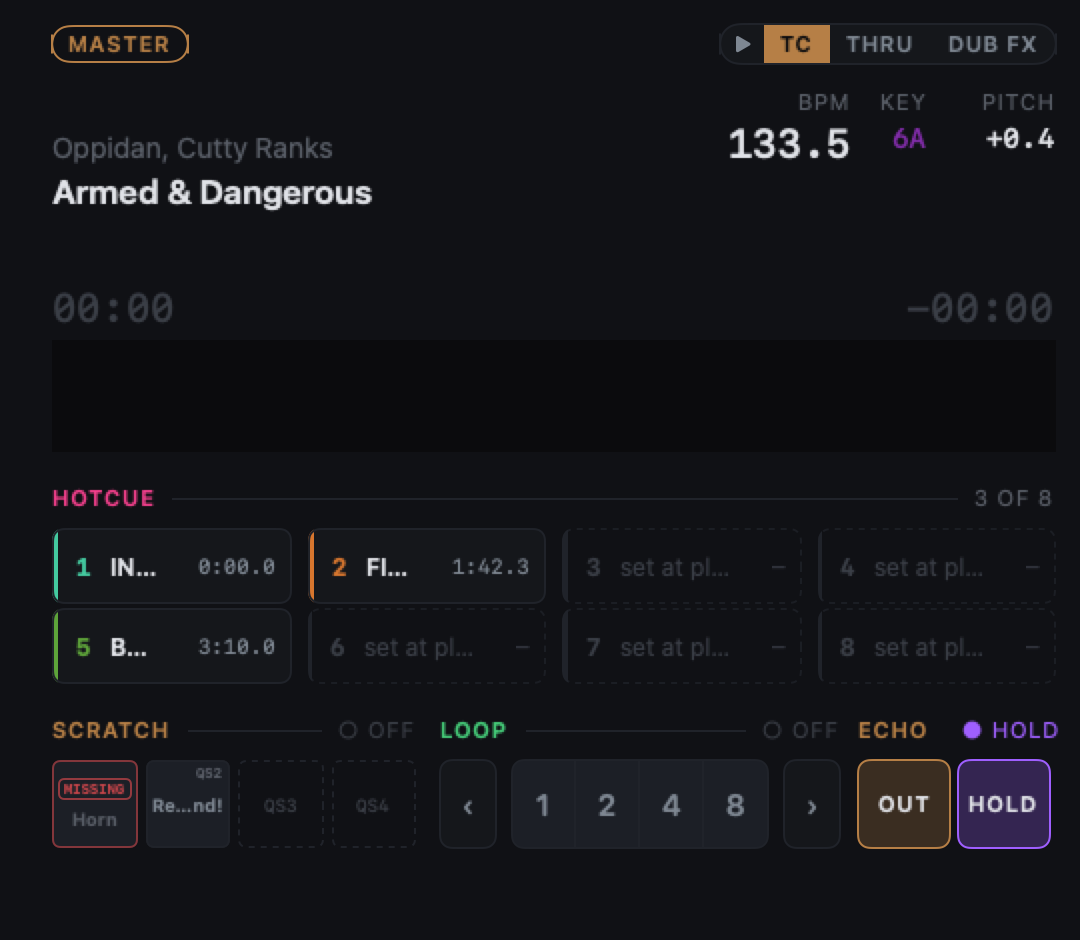 MASTER
TC THRU DUB FX
BPM KEY PITCH
133.5 6A +0.4
Oppidan, Cutty Ranks
Armed & Dangerous
00:00 −00:00
HOTCUE 3 OF 8
1 IN... 0:00.0 2 Fl... 1:42.3 3 set at pl... – 4 set at pl... –
5 B... 3:10.0 6 set at pl... – 7 set at pl... – 8 set at pl... –
SCRATCH OFF LOOP OFF ECHO HOLD
QS2
MISSING
Horn Re...nd! QS3 QS4 ‹ 1 2 4 8 › OUT HOLD